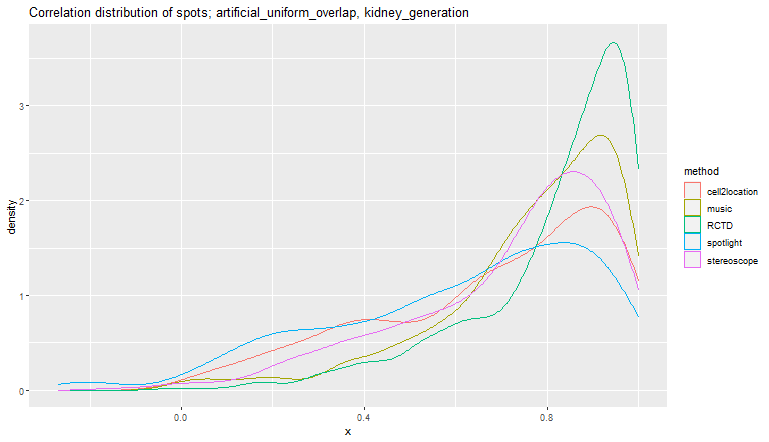 Correlation distribution of spots; artificial_uniform_overlap, kidney_generation
density
3
2
1
0
0.0
0.4
0.8
x
method
cell2location
music
RCTD
spotlight
stereoscope